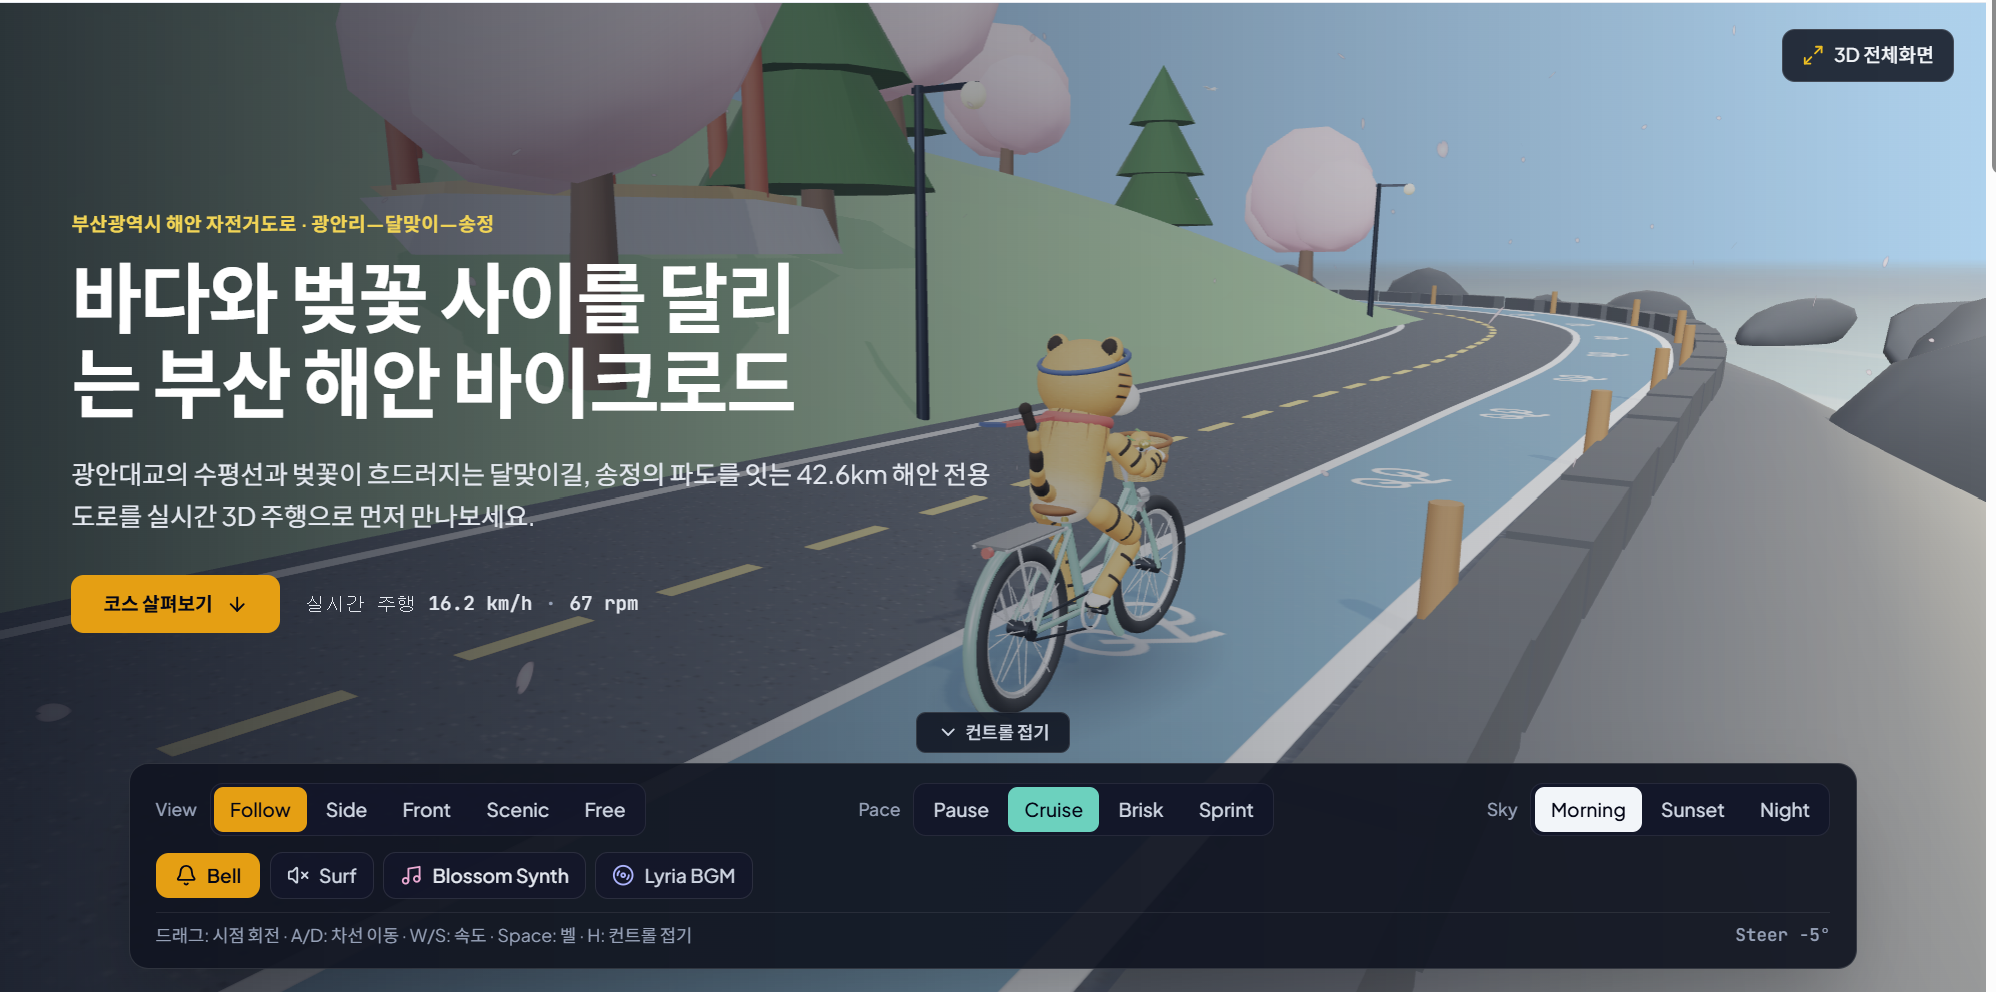 3D 전체화면
부산광역시 해안 자전거도로 · 광안리—달맞이—송정
바다와 벚꽃 사이를 달리
는 부산 해안 바이크로드
광안대교의 수평선과 벚꽃이 흐드러지는 달맞이길, 송정의 파도를 잇는 42.6km 해안 전용
도로를 실시간 3D 주행으로 먼저 만나보세요.
코스 살펴보기 ↓ 실시간 주행 16.2 km/h · 67 rpm
컨트롤 접기
View Follow Side Front Scenic Free Pace Pause Cruise Brisk Sprint Sky Morning Sunset Night
Bell Surf Blossom Synth Lyria BGM
드래그: 시점 회전 · A/D: 차선 이동 · W/S: 속도 · Space: 벨 · H: 컨트롤 접기 Steer -5°